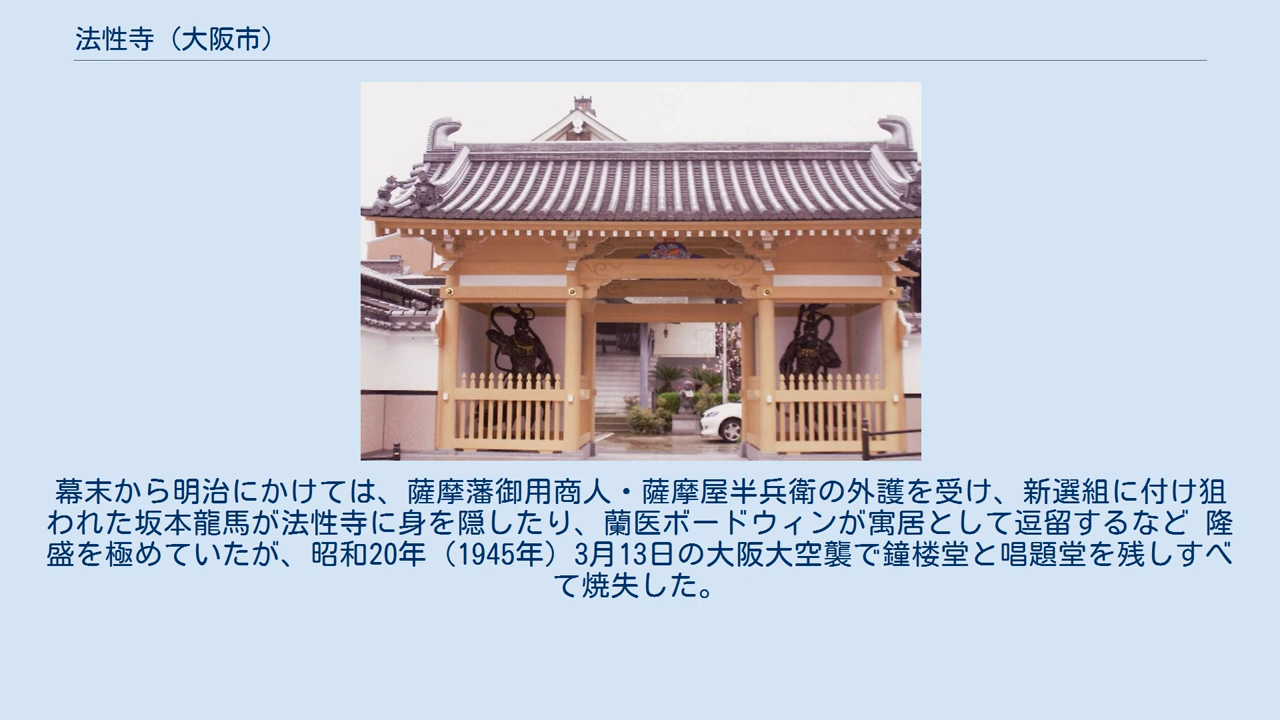 法性寺（大阪市）
幕末から明治にかけては、薩摩藩御用商人・薩摩屋半兵衛の外護を受け、新選組に付け狙
われた坂本龍馬が法性寺に身を隠したり、蘭医ボードウィンが寓居として逗留するなど 隆
盛を極めていたが、昭和20年（1945年）3月13日の大阪大空襲で鐘楼堂と唱題堂を残しすべ
て焼失した。